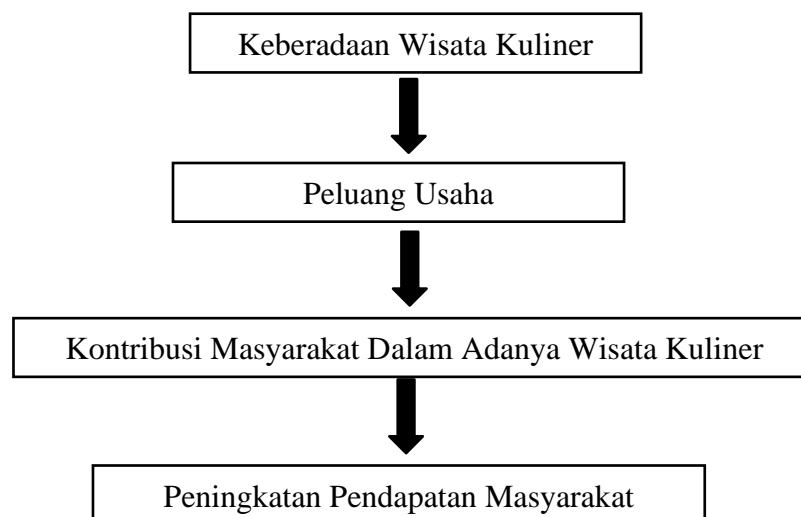 Keberadaan Wisata Kuliner
Peluang Usaha
Kontribusi Masyarakat Dalam Adanya Wisata Kuliner
Peningkatan Pendapatan Masyarakat